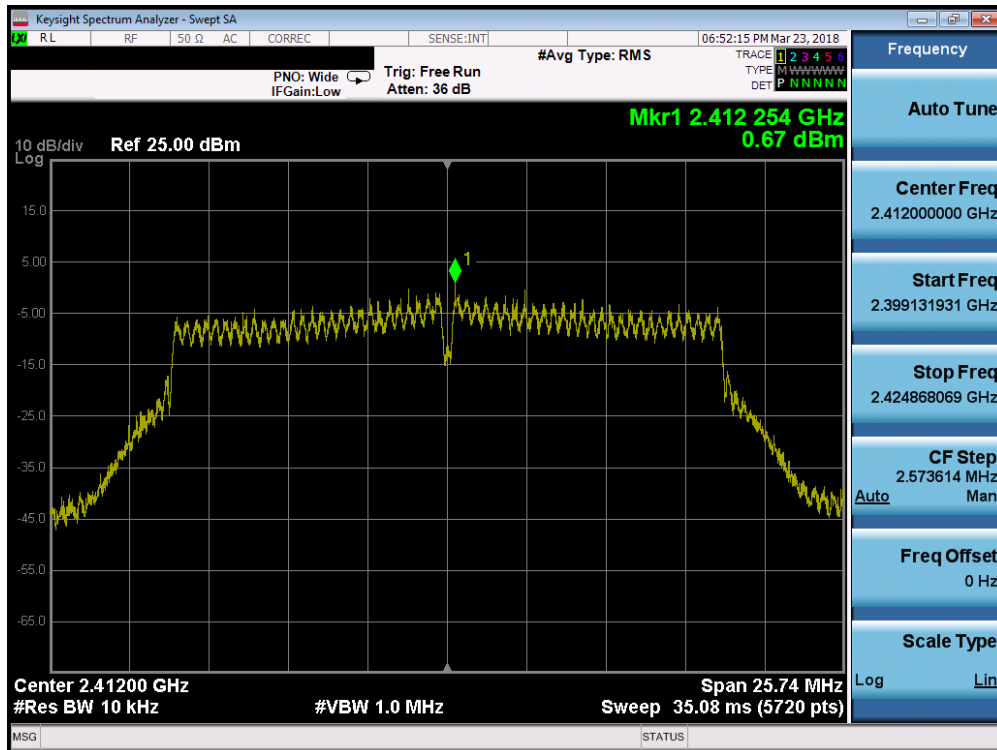 Keysight Spectrum Analyzer - Swept SA
LXI RL RF 50 Ω AC CORREC SENSE:INT 06:52:15 PM Mar 23, 2018
PNO: Wide
IFGain:Low
Trig: Free Run
Atten: 36 dB
#Avg Type: RMS
TRACE 1 2 3 4 5 6
TYPE M WWWWW
DET P N N N N N
Mkr1 2.412 254 GHz
0.67 dBm
10 dB/div Ref 25.00 dBm
Log
15.0
5.00
1
-5.00
-15.0
-25.0
-35.0
-45.0
-55.0
-65.0
Center 2.41200 GHz Span 25.74 MHz
#Res BW 10 kHz #VBW 1.0 MHz Sweep 35.08 ms (5720 pts)
MSG STATUS
Frequency
Auto Tune
Center Freq
2.412000000 GHz
Start Freq
2.399131931 GHz
Stop Freq
2.424868069 GHz
CF Step
2.573614 MHz
Auto Man
Freq Offset
0 Hz
Scale Type
Log Lin